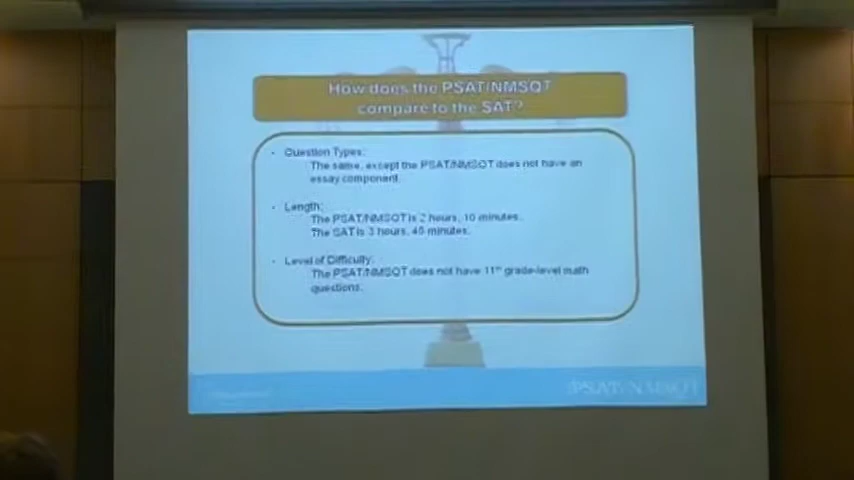 How does the PSAT/NMSQT
compare to the SAT?
• Question Types:
The same, except the PSAT/NMSQT does not have an
essay component.
• Length:
The PSAT/NMSQT is 2 hours, 10 minutes.
The SAT is 3 hours, 45 minutes.
• Level of Difficulty:
The PSAT/NMSQT does not have 11th grade-level math
questions.
PSAT/NMSQT